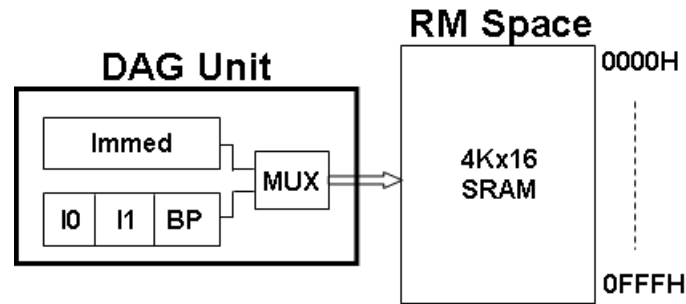 RM Space
DAG Unit
0000H
Immed
MUX
4Kx16
SRAM
I0 I1 BP
0FFFH